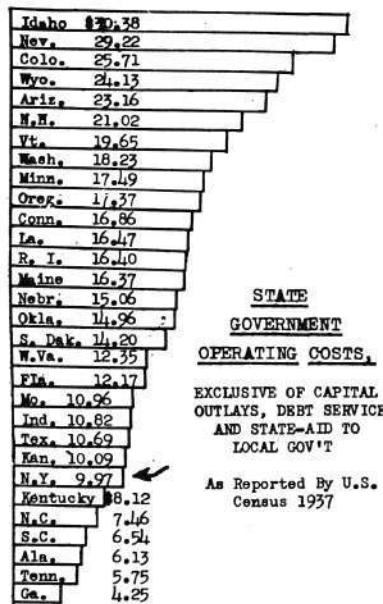 Idaho $30.38
Nev. 29.22
Colo. 25.71
Wyo. 24.13
Ariz. 23.16
N.H. 21.02
Vt. 19.65
Wash. 18.23
Minn. 17.49
Oreg. 17.37
Conn. 16.86
La. 16.47
R. I. 16.40
Maine 16.37
Nebr. 15.06
Okla. 14.96
S. Dak. 14.20
W.Va. 12.35
Fla. 12.17
Mo. 10.96
Ind. 10.82
Tex. 10.69
Kan. 10.09
N.Y. 9.97
Kentucky $8.12
N.C. 7.46
S.C. 6.54
Ala. 6.13
Tenn. 5.75
Ga. 4.25
STATE
GOVERNMENT
OPERATING COSTS,
EXCLUSIVE OF CAPITAL
OUTLAYS, DEBT SERVICE
AND STATE-AID TO
LOCAL GOV'T
As Reported By U.S.
Census 1937